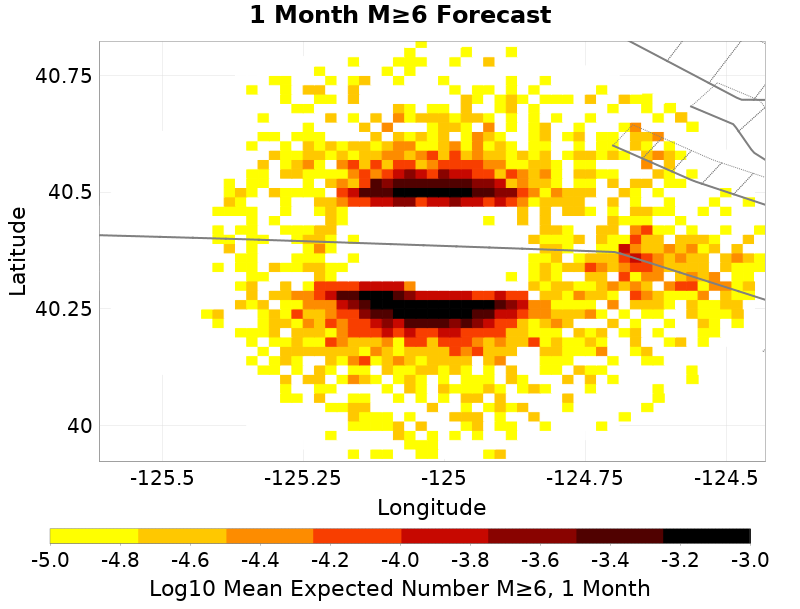 1 Month M≥6 Forecast
40.75
40.5
40.25
40
Latitude
-125.5 -125.25 -125 -124.75 -124.5
Longitude
-5.0 -4.8 -4.6 -4.4 -4.2 -4.0 -3.8 -3.6 -3.4 -3.2 -3.0
Log10 Mean Expected Number M≥6, 1 Month